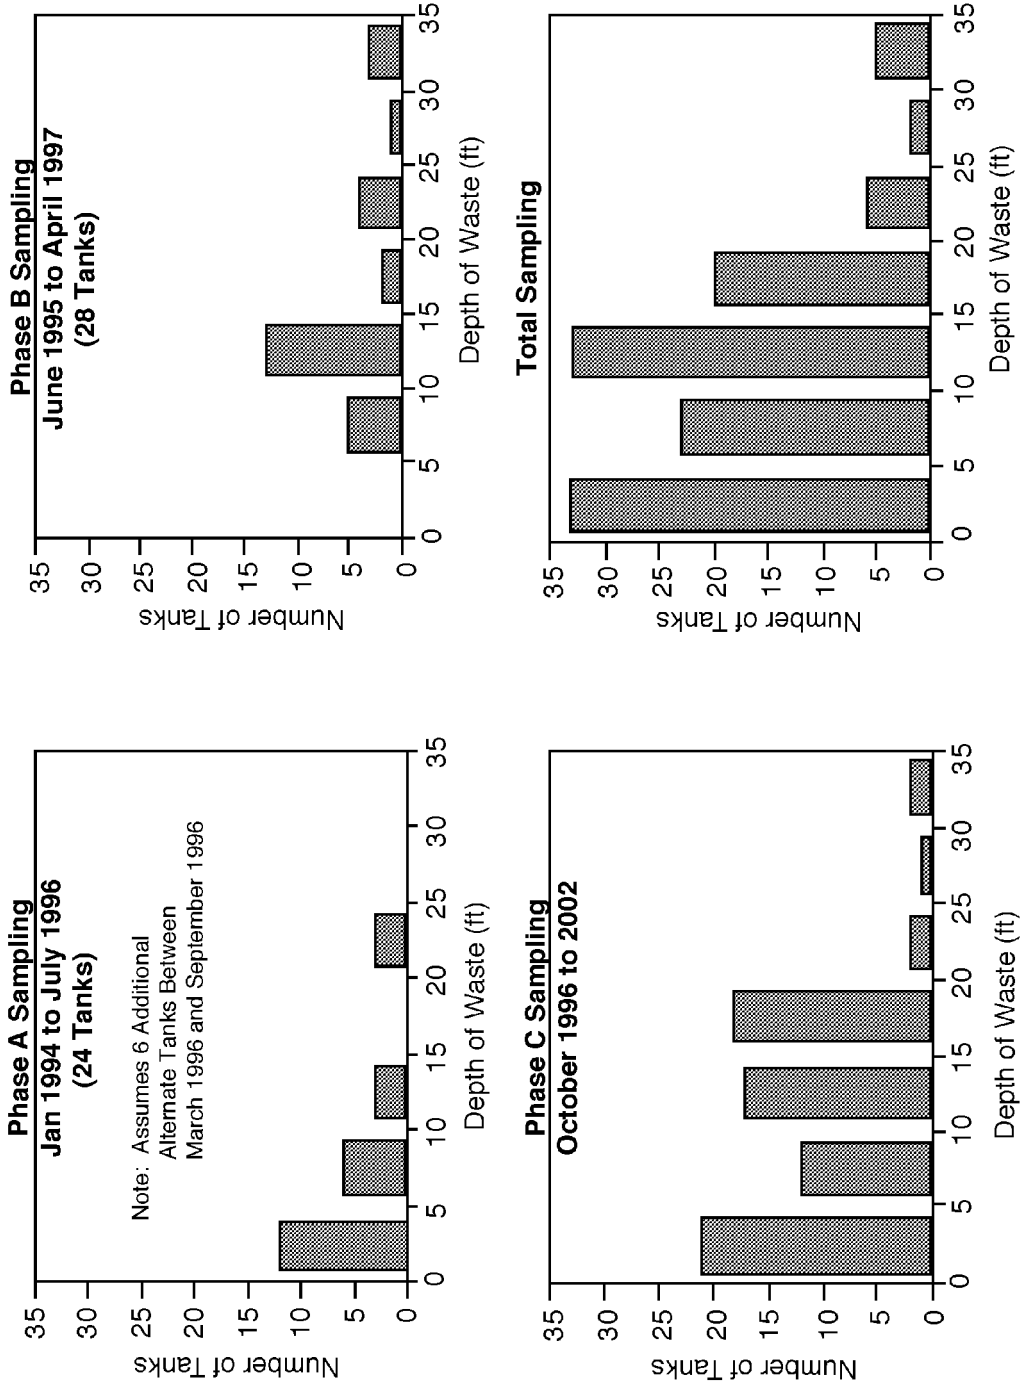 Phase A Sampling
Jan 1994 to July 1996
(24 Tanks)
Note: Assumes 6 Additional
Alternate Tanks Between
March 1996 and September 1996
Number of Tanks
35
30
25
20
15
10
5
0
0 5 10 15 20 25 30 35
Depth of Waste (ft)
Phase B Sampling
June 1995 to April 1997
(28 Tanks)
Number of Tanks
35
30
25
20
15
10
5
0
0 5 10 15 20 25 30 35
Depth of Waste (ft)
Phase C Sampling
October 1996 to 2002
Number of Tanks
35
30
25
20
15
10
5
0
0 5 10 15 20 25 30 35
Depth of Waste (ft)
Total Sampling
Number of Tanks
35
30
25
20
15
10
5
0
0 5 10 15 20 25 30 35
Depth of Waste (ft)